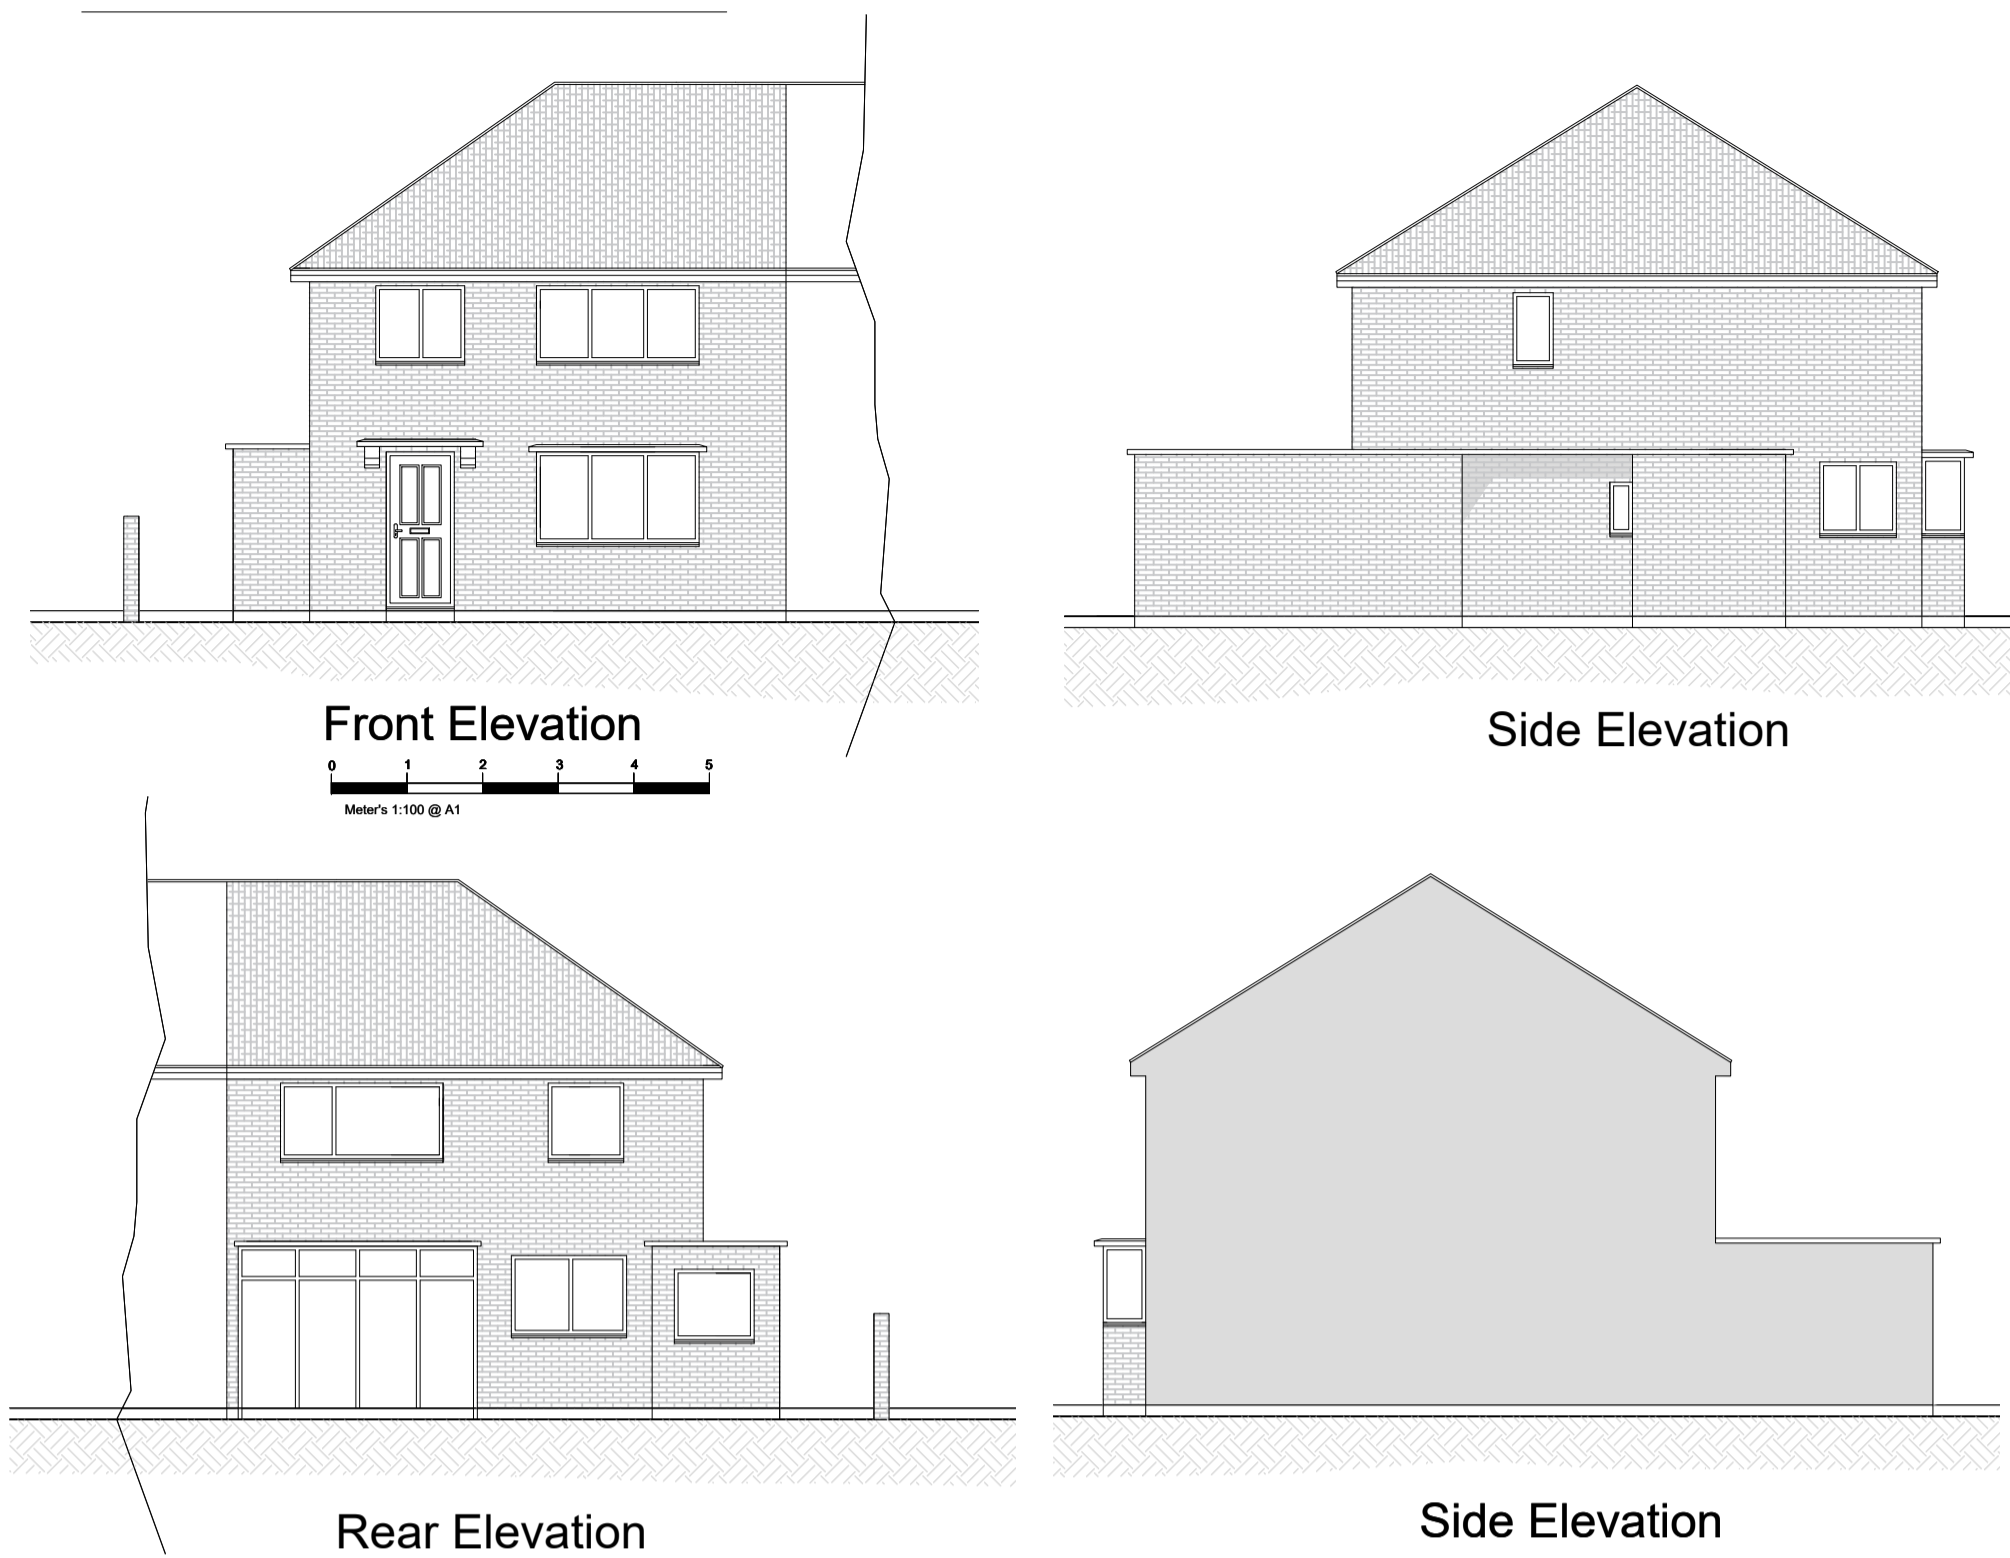 Front Elevation
Side Elevation
0 1 2 3 4 5
Meter's 1:100 @ A1
Rear Elevation
Side Elevation